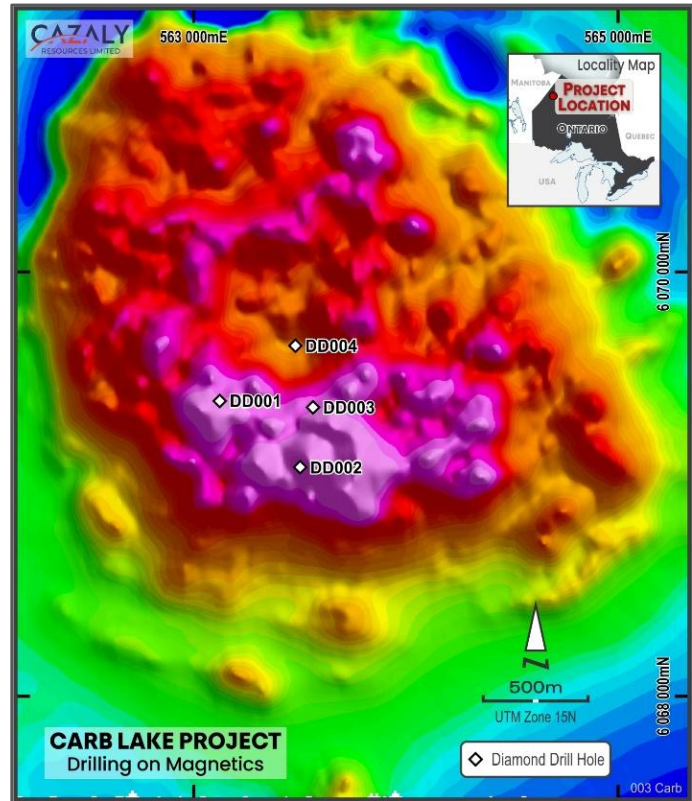 CAZALY
RESOURCES LIMITED
563 000mE
565 000mE
Locality Map
MANITOBA
PROJECT
LOCATION
ONTARIO
QUEBEC
USA
6 070 000mN
DD004
DD001
DD003
DD002
N
500m
UTM Zone 15N
6 068 000mN
CARB LAKE PROJECT
Drilling on Magnetics
Diamond Drill Hole
003 Carb